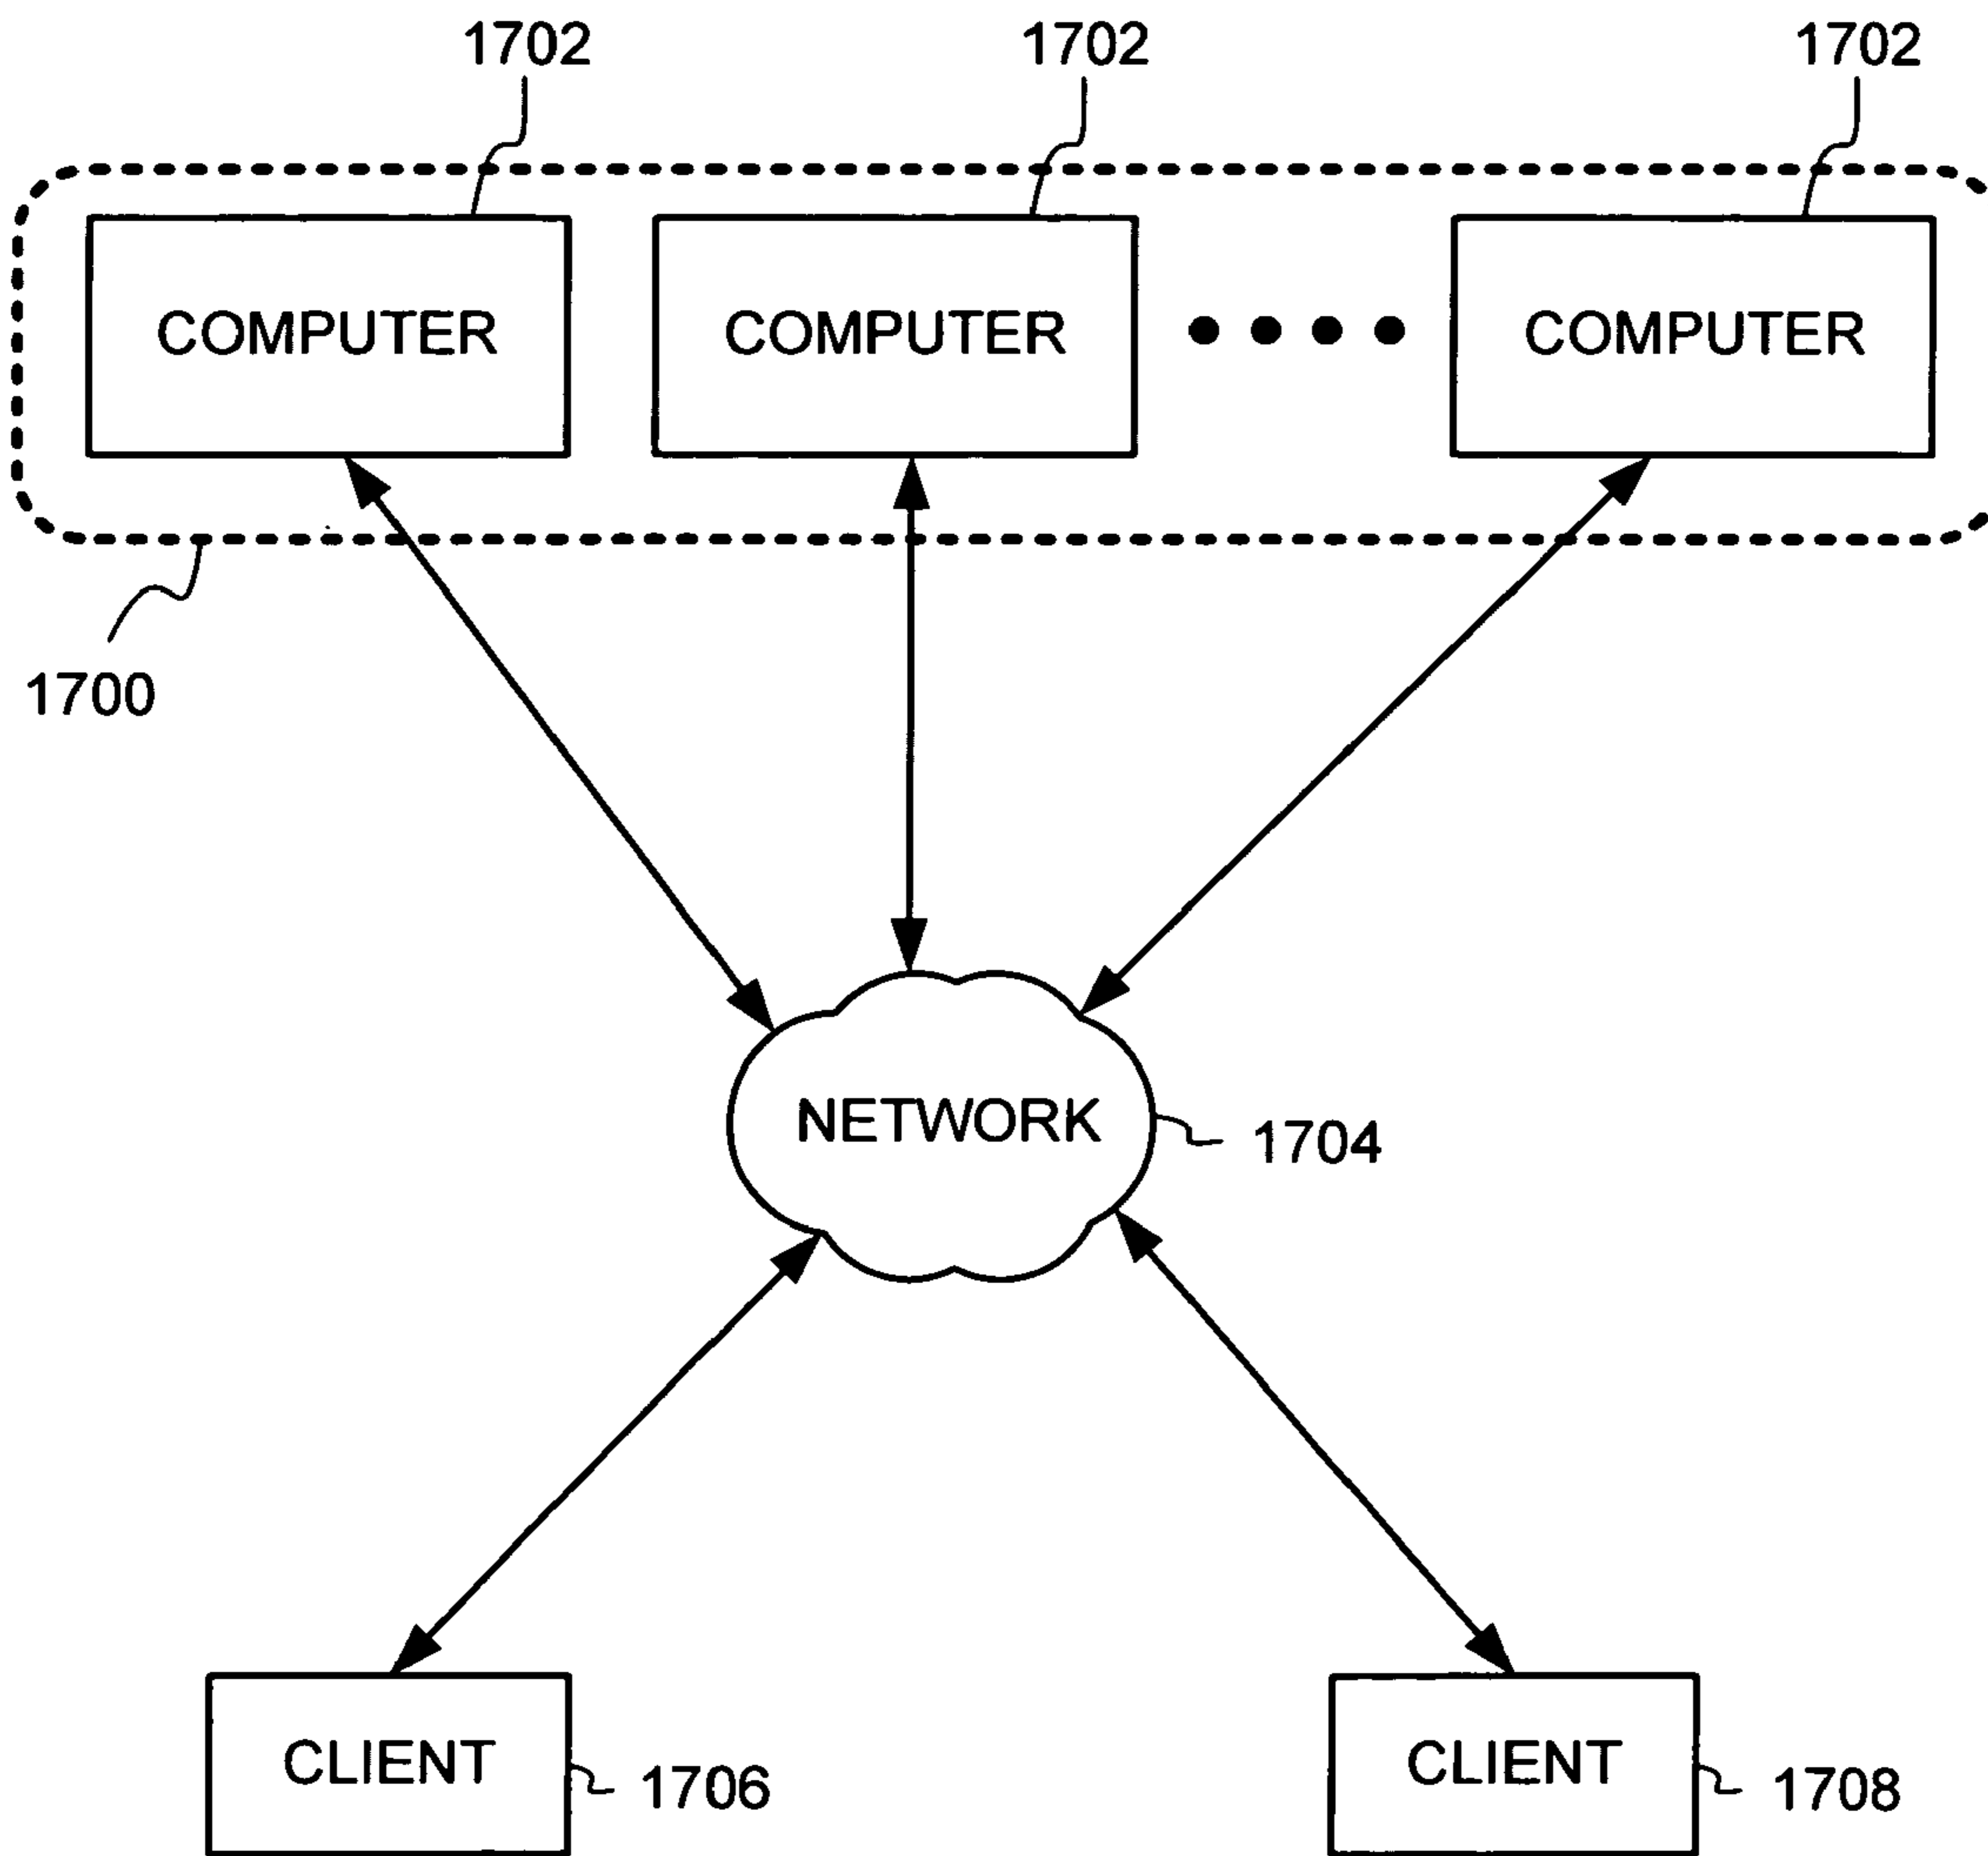 1702 1702 1702
COMPUTER COMPUTER COMPUTER
1700
NETWORK
1704
CLIENT 1706 CLIENT 1708